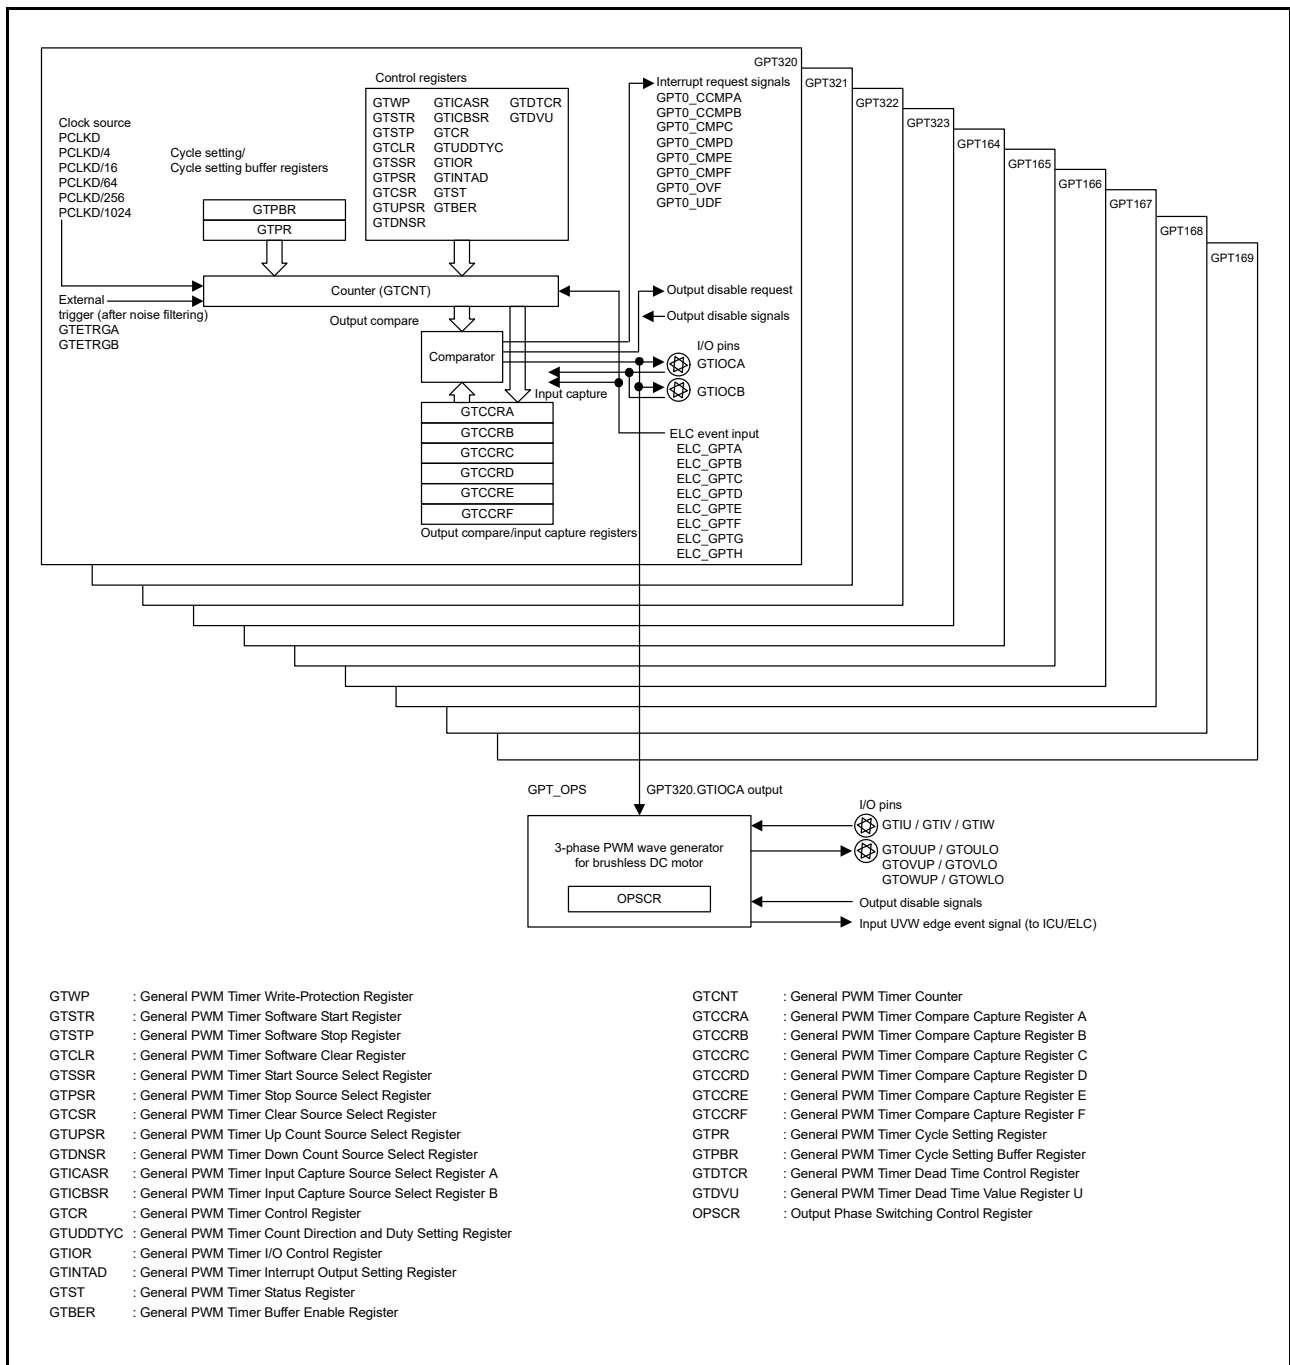 GPT320
GPT321
GPT322
GPT323
GPT164
GPT165
GPT166
GPT167
GPT168
GPT169
Clock source
PCLKD
PCLKD/4
PCLKD/16
PCLKD/64
PCLKD/256
PCLKD/1024
Cycle setting/
Cycle setting buffer registers
GTPBR
GTPR
Control registers
GTWP GTICASR GTDTCR
GTSTR GTICBSR GTDVU
GTSTP GTCR
GTCLR GTUDDTYC
GTSSR GTIOR
GTPSR GTINTAD
GTCSR GTST
GTUPSR GTBER
GTDNSR
Interrupt request signals
GPT0_CCMPA
GPT0_CCMPB
GPT0_CMPC
GPT0_CMPD
GPT0_CMPE
GPT0_CMPF
GPT0_OVF
GPT0_UDF
External
trigger (after noise filtering)
GTETRGA
GTETRGB
Counter (GTCNT)
Output compare
Comparator
Output disable request
Output disable signals
I/O pins
GTIOCA
GTIOCB
Input capture
GTCCRA
GTCCRB
GTCCRC
GTCCRD
GTCCRE
GTCCRF
Output compare/input capture registers
ELC event input
ELC_GPTA
ELC_GPTB
ELC_GPTC
ELC_GPTD
ELC_GPTE
ELC_GPTF
ELC_GPTG
ELC_GPTH
GPT_OPS
GPT320.GTIOCA output
3-phase PWM wave generator
for brushless DC motor
OPSCR
I/O pins
GTIU / GTIV / GTIW
GTOUUP / GTOULO
GTOVUP / GTOVLO
GTOWUP / GTOWLO
Output disable signals
Input UVW edge event signal (to ICU/ELC)
GTWP : General PWM Timer Write-Protection Register
GTSTR : General PWM Timer Software Start Register
GTSTP : General PWM Timer Software Stop Register
GTCLR : General PWM Timer Software Clear Register
GTSSR : General PWM Timer Start Source Select Register
GTPSR : General PWM Timer Stop Source Select Register
GTCSR : General PWM Timer Clear Source Select Register
GTUPSR : General PWM Timer Up Count Source Select Register
GTDNSR : General PWM Timer Down Count Source Select Register
GTICASR : General PWM Timer Input Capture Source Select Register A
GTICBSR : General PWM Timer Input Capture Source Select Register B
GTCR : General PWM Timer Control Register
GTUDDTYC : General PWM Timer Count Direction and Duty Setting Register
GTIOR : General PWM Timer I/O Control Register
GTINTAD : General PWM Timer Interrupt Output Setting Register
GTST : General PWM Timer Status Register
GTBER : General PWM Timer Buffer Enable Register
GTCNT : General PWM Timer Counter
GTCCRA : General PWM Timer Compare Capture Register A
GTCCRB : General PWM Timer Compare Capture Register B
GTCCRC : General PWM Timer Compare Capture Register C
GTCCRD : General PWM Timer Compare Capture Register D
GTCCRE : General PWM Timer Compare Capture Register E
GTCCRF : General PWM Timer Compare Capture Register F
GTPR : General PWM Timer Cycle Setting Register
GTPBR : General PWM Timer Cycle Setting Buffer Register
GTDTCR : General PWM Timer Dead Time Control Register
GTDVU : General PWM Timer Dead Time Value Register U
OPSCR : Output Phase Switching Control Register